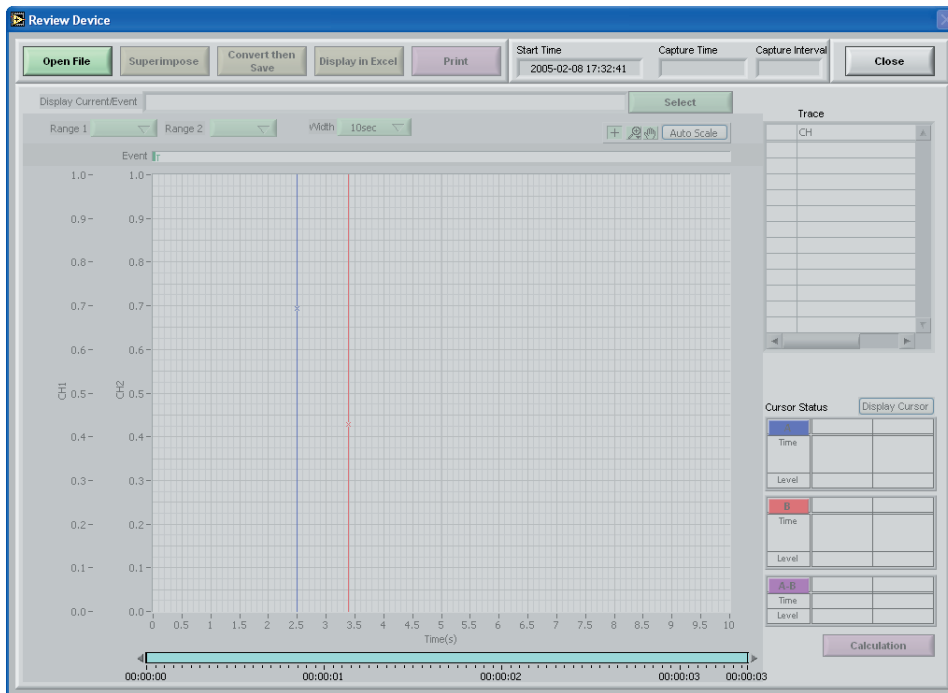 Review Device
Open File
Superimpose
Convert then
Save
Display in Excel
Print
Start Time
2005-02-08 17:32:41
Capture Time
Capture Interval
Close
Display Current/Event
Select
Range 1
Range 2
Width
10sec
Auto Scale
Event
T
Trace
CH
1.0
0.9
0.8
0.7
0.6
0.5
0.4
0.3
0.2
0.1
0.0
CH1
1.0
0.9
0.8
0.7
0.6
0.5
0.4
0.3
0.2
0.1
0.0
CH2
0 0.5 1 1.5 2 2.5 3 3.5 4 4.5 5 5.5 6 6.5 7 7.5 8 8.5 9 9.5 10
Time(s)
00:00:00 00:00:01 00:00:02 00:00:03 00:00:03
Cursor Status
Display Cursor
A
Time
Level
B
Time
Level
A-B
Time
Level
Calculation